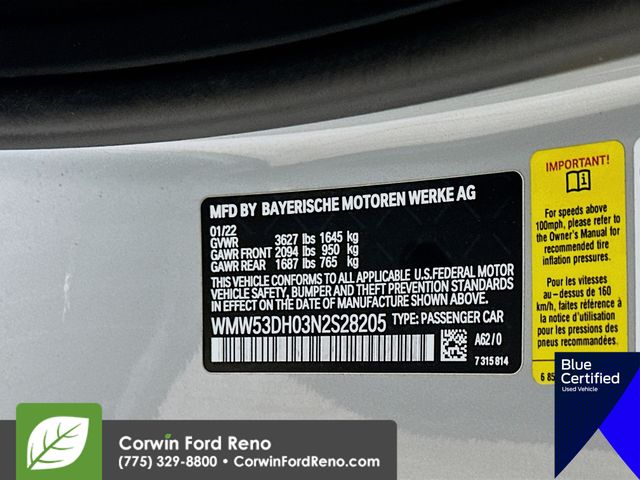 MFD BY BAYERISCHE MOTOREN WERKE AG
01/22
GVWR 3627 lbs 1645 kg
GAWR FRONT 2094 lbs 950 kg
GAWR REAR 1687 lbs 765 kg
THIS VEHICLE CONFORMS TO ALL APPLICABLE U.S.FEDERAL MOTOR
VEHICLE SAFETY, BUMPER AND THEFT PREVENTION STANDARDS
IN EFFECT ON THE DATE OF MANUFACTURE SHOWN ABOVE.
WMW53DH03N2S28205 TYPE: PASSENGER CAR
A62/0
7 315 814
IMPORTANT!
For speeds above
100mph, please refer to
the Owner's Manual for
recommended tire
inflation pressures.
Pour les vitesses
au-dessus de 160
km/h, faites référence à
la notice d'utilisation
pour les pressions des
pneus recommandées.
6 85
Blue
Certified
Used Vehicle
Corwin Ford Reno
(775) 329-8800 • CorwinFordReno.com